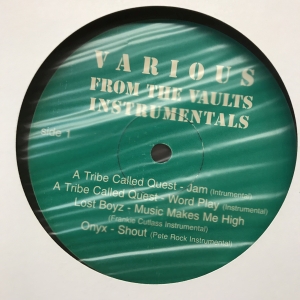 VARIOUS
FROM THE VAULTS
INSTRUMENTALS
side 1
A Tribe Called Quest - Jam (Intrumental)
A Tribe Called Quest - Word Play (Instrumental)
Lost Boyz - Music Makes Me High
(Frankie Cutlass Instrumental)
Onyx - Shout (Pete Rock Instrumental)